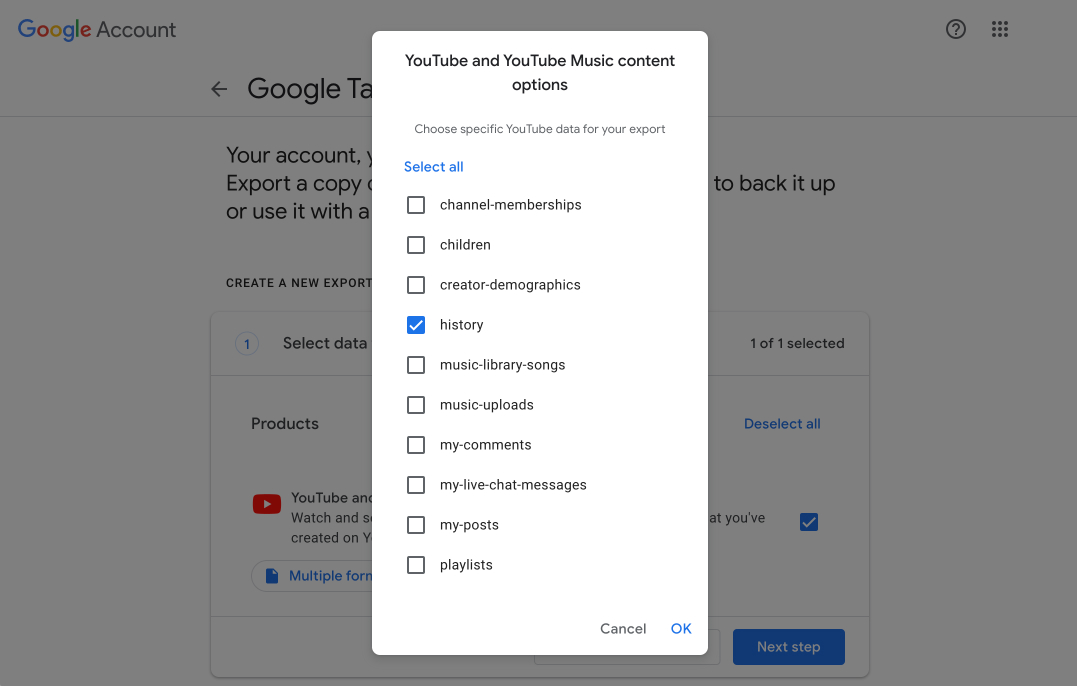 Google Account
Google Ta
Your account, y
Export a copy to back it up
or use it with a
CREATE A NEW EXPORT
1 Select data 1 of 1 selected
Products Deselect all
YouTube and
Watch and at you've
created on
Multiple
Next step
YouTube and YouTube Music content
options
Choose specific YouTube data for your export
Select all
channel-memberships
children
creator-demographics
history
music-library-songs
music-uploads
my-comments
my-live-chat-messages
my-posts
playlists
Cancel OK